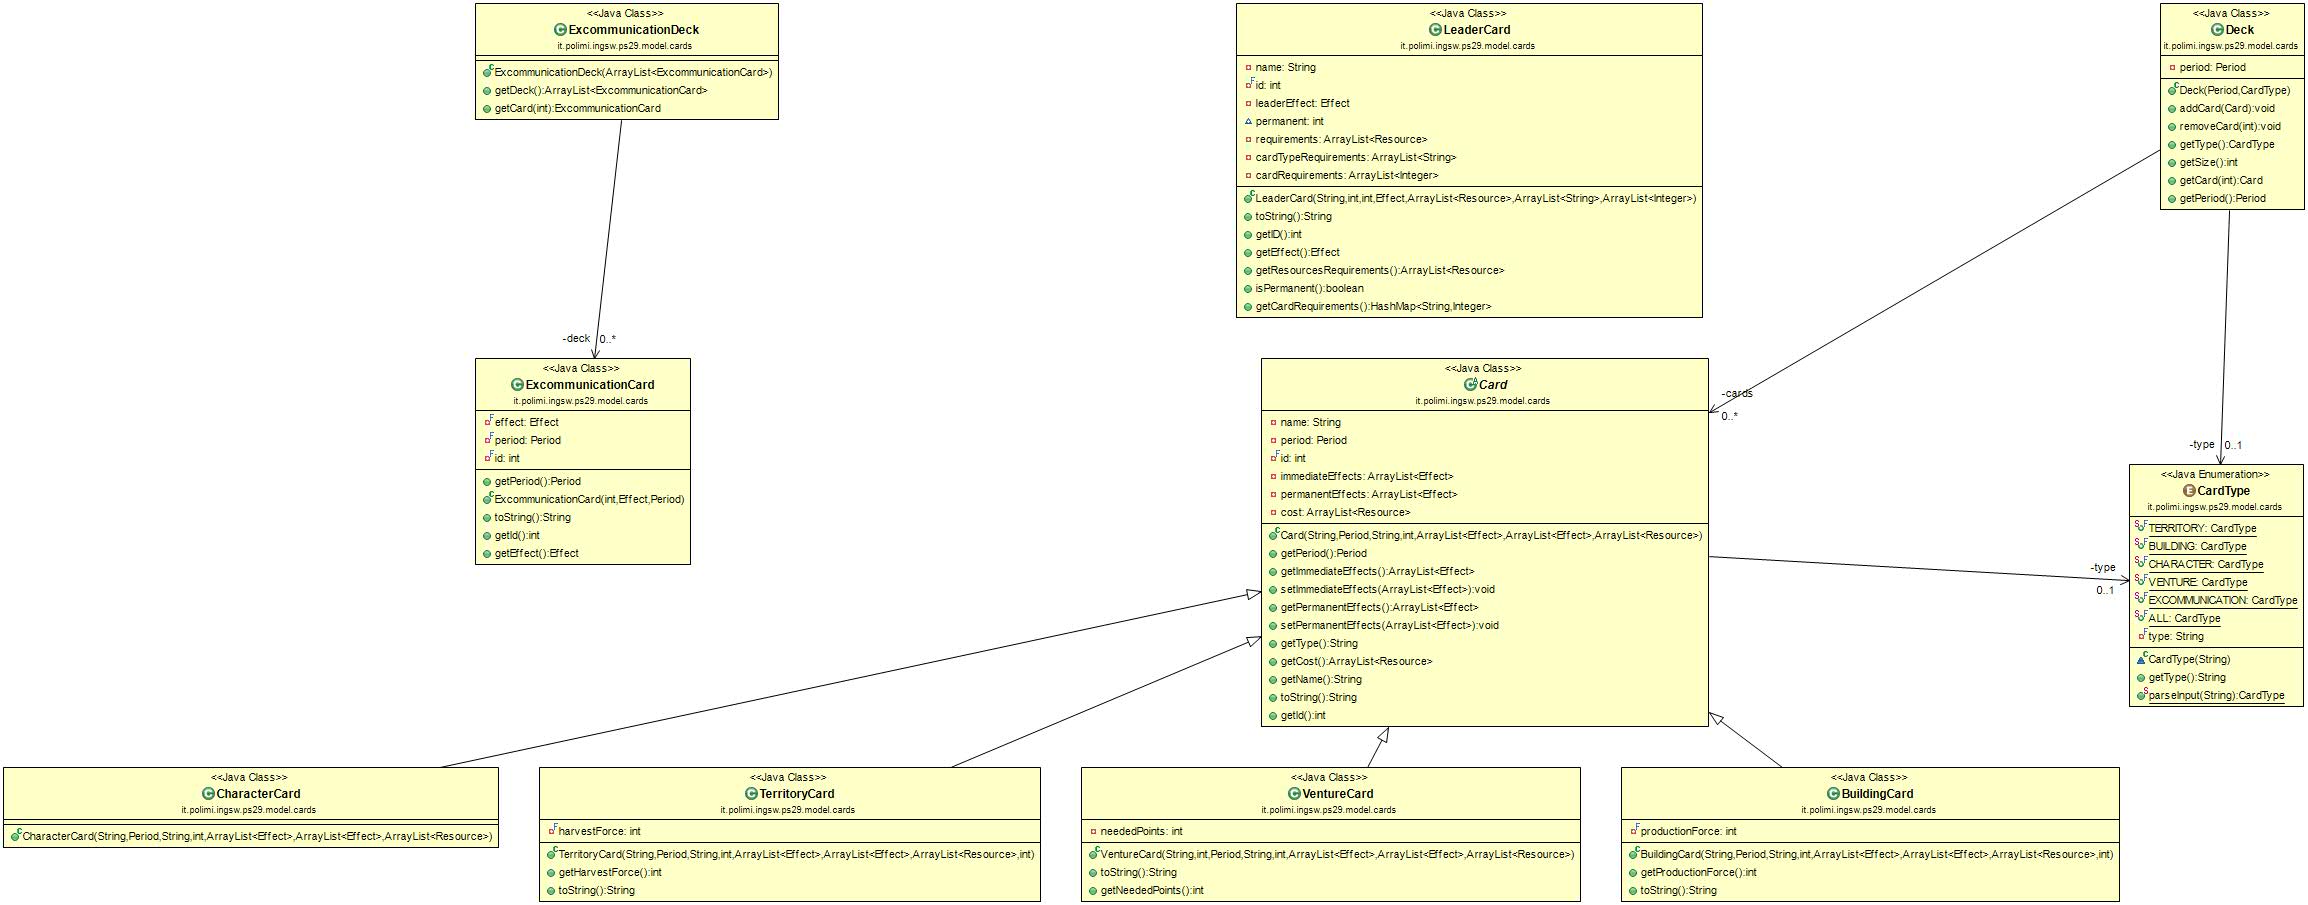 <<Java Class>>
ExcommunicationDeck
it.polimi.ingsw.ps29.model.cards
ExcommunicationDeck(ArrayList<ExcommunicationCard>)
getDeck():ArrayList<ExcommunicationCard>
getCard(int):ExcommunicationCard
<<Java Class>>
LeaderCard
it.polimi.ingsw.ps29.model.cards
name: String
id: int
leaderEffect: Effect
permanent: int
requirements: ArrayList<Resource>
cardTypeRequirements: ArrayList<String>
cardRequirements: ArrayList<Integer>
LeaderCard(String,int,int,Effect,ArrayList<Resource>,ArrayList<String>,ArrayList<Integer>)
toString():String
getID():int
getEffect():Effect
getResourcesRequirements():ArrayList<Resource>
isPermanent():boolean
getCardRequirements():HashMap<String,Integer>
<<Java Class>>
Deck
it.polimi.ingsw.ps29.model.cards
period: Period
Deck(Period,CardType)
addCard(Card):void
removeCard(int):void
getType():CardType
getSize():int
getCard(int):Card
getPeriod():Period
-deck 0..*
<<Java Class>>
ExcommunicationCard
it.polimi.ingsw.ps29.model.cards
effect: Effect
period: Period
id: int
getPeriod():Period
ExcommunicationCard(int,Effect,Period)
toString():String
getId():int
getEffect():Effect
<<Java Class>>
Card
it.polimi.ingsw.ps29.model.cards
name: String
period: Period
id: int
immediateEffects: ArrayList<Effect>
permanentEffects: ArrayList<Effect>
cost: ArrayList<Resource>
Card(String,Period,String,int,ArrayList<Effect>,ArrayList<Effect>,ArrayList<Resource>)
getPeriod():Period
getImmediateEffects():ArrayList<Effect>
setImmediateEffects(ArrayList<Effect>):void
getPermanentEffects():ArrayList<Effect>
setPermanentEffects(ArrayList<Effect>):void
getType():String
getCost():ArrayList<Resource>
getName():String
toString():String
getId():int
-cards
0..*
-type 0..1
<<Java Enumeration>>
CardType
it.polimi.ingsw.ps29.model.cards
TERRITORY: CardType
BUILDING: CardType
CHARACTER: CardType
VENTURE: CardType
EXCOMMUNICATION: CardType
ALL: CardType
type: String
CardType(String)
getType():String
parseInput(String):CardType
-type
0..1
<<Java Class>>
CharacterCard
it.polimi.ingsw.ps29.model.cards
CharacterCard(String,Period,String,int,ArrayList<Effect>,ArrayList<Effect>,ArrayList<Resource>)
<<Java Class>>
TerritoryCard
it.polimi.ingsw.ps29.model.cards
harvestForce: int
TerritoryCard(String,Period,String,int,ArrayList<Effect>,ArrayList<Effect>,ArrayList<Resource>,int)
getHarvestForce():int
toString():String
<<Java Class>>
VentureCard
it.polimi.ingsw.ps29.model.cards
neededPoints: int
VentureCard(String,int,Period,String,int,ArrayList<Effect>,ArrayList<Effect>,ArrayList<Resource>)
toString():String
getNeededPoints():int
<<Java Class>>
BuildingCard
it.polimi.ingsw.ps29.model.cards
productionForce: int
BuildingCard(String,Period,String,int,ArrayList<Effect>,ArrayList<Effect>,ArrayList<Resource>,int)
getProductionForce():int
toString():String